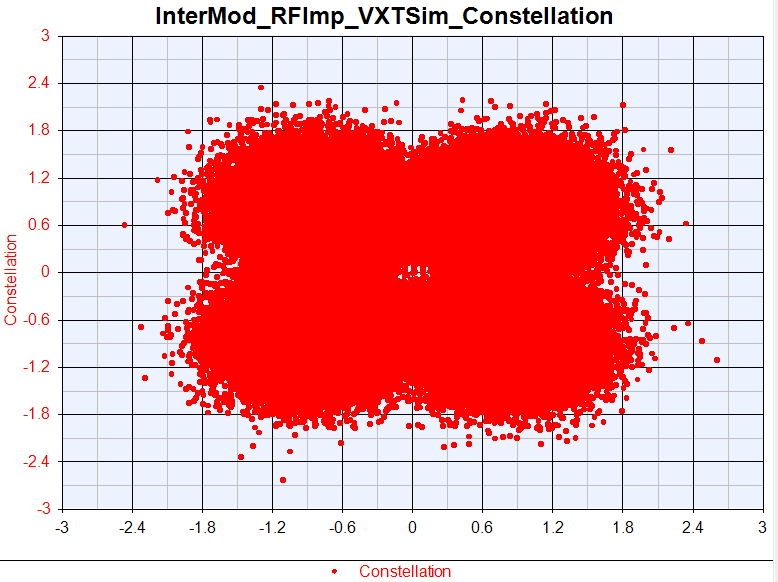 InterMod_RFImp_VXTSim_Constellation
3
2.4
1.8
1.2
0.6
0
-0.6
-1.2
-1.8
-2.4
-3
Constellation
-3 -2.4 -1.8 -1.2 -0.6 0 0.6 1.2 1.8 2.4 3
Constellation